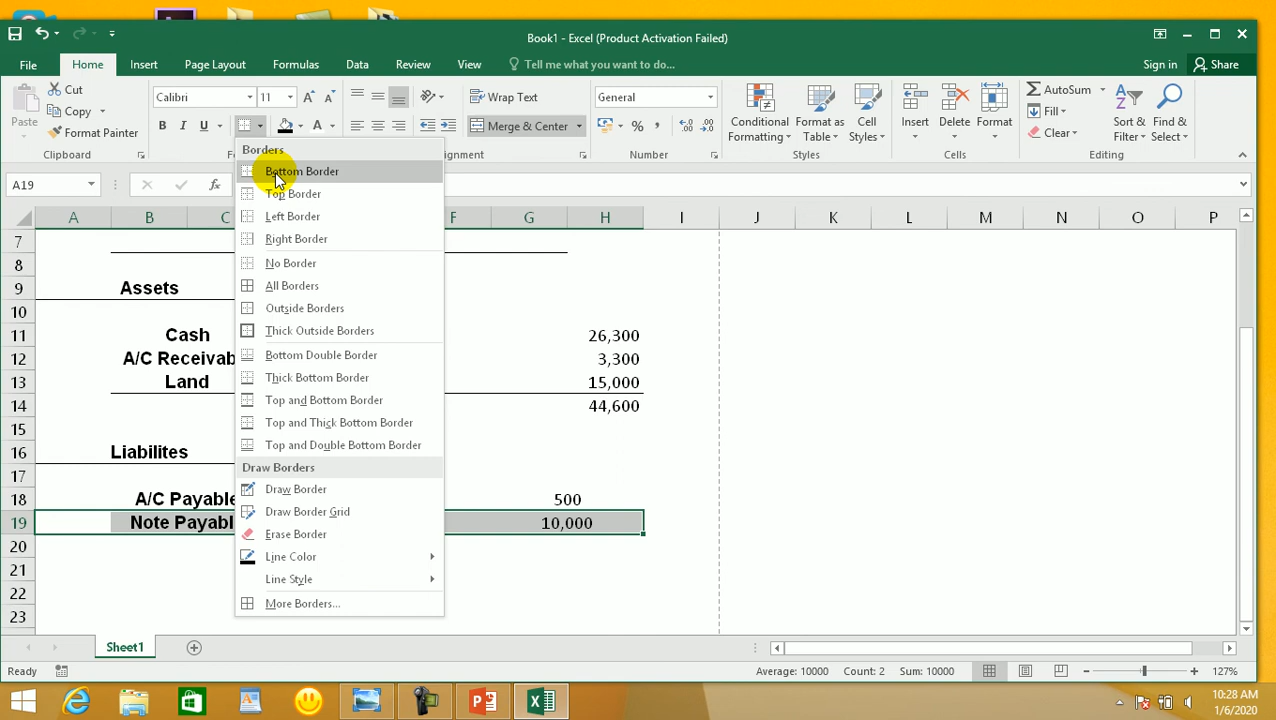 Book1 - Excel (Product Activation Failed)
File Home Insert Page Layout Formulas Data Review View Tell me what you want to do... Sign in Share
Paste
Cut
Copy
Format Painter
Clipboard
Calibri 11
B I U A
Wrap Text
Merge & Center
General
% ,
Number
Conditional Formatting
Format as Table
Cell Styles
Styles
Insert Delete Format
Cells
AutoSum
Fill
Clear
Sort & Filter
Find & Select
Editing
A19 fx
Borders
Bottom Border
Top Border
Left Border
Right Border
No Border
All Borders
Outside Borders
Thick Outside Borders
Bottom Double Border
Thick Bottom Border
Top and Bottom Border
Top and Thick Bottom Border
Top and Double Bottom Border
Draw Borders
Draw Border
Draw Border Grid
Erase Border
Line Color
Line Style
More Borders...
A B C F G H I J K L M N O P
7
8
9 Assets
10
11 Cash 26,300
12 A/C Receivab 3,300
13 Land 15,000
14 44,600
15
16 Liabilites
17
18 A/C Payable 500
19 Note Payab 10,000
20
21
22
23
Sheet1
Ready Average: 10000 Count: 2 Sum: 10000 127%
10:28 AM
1/6/2020